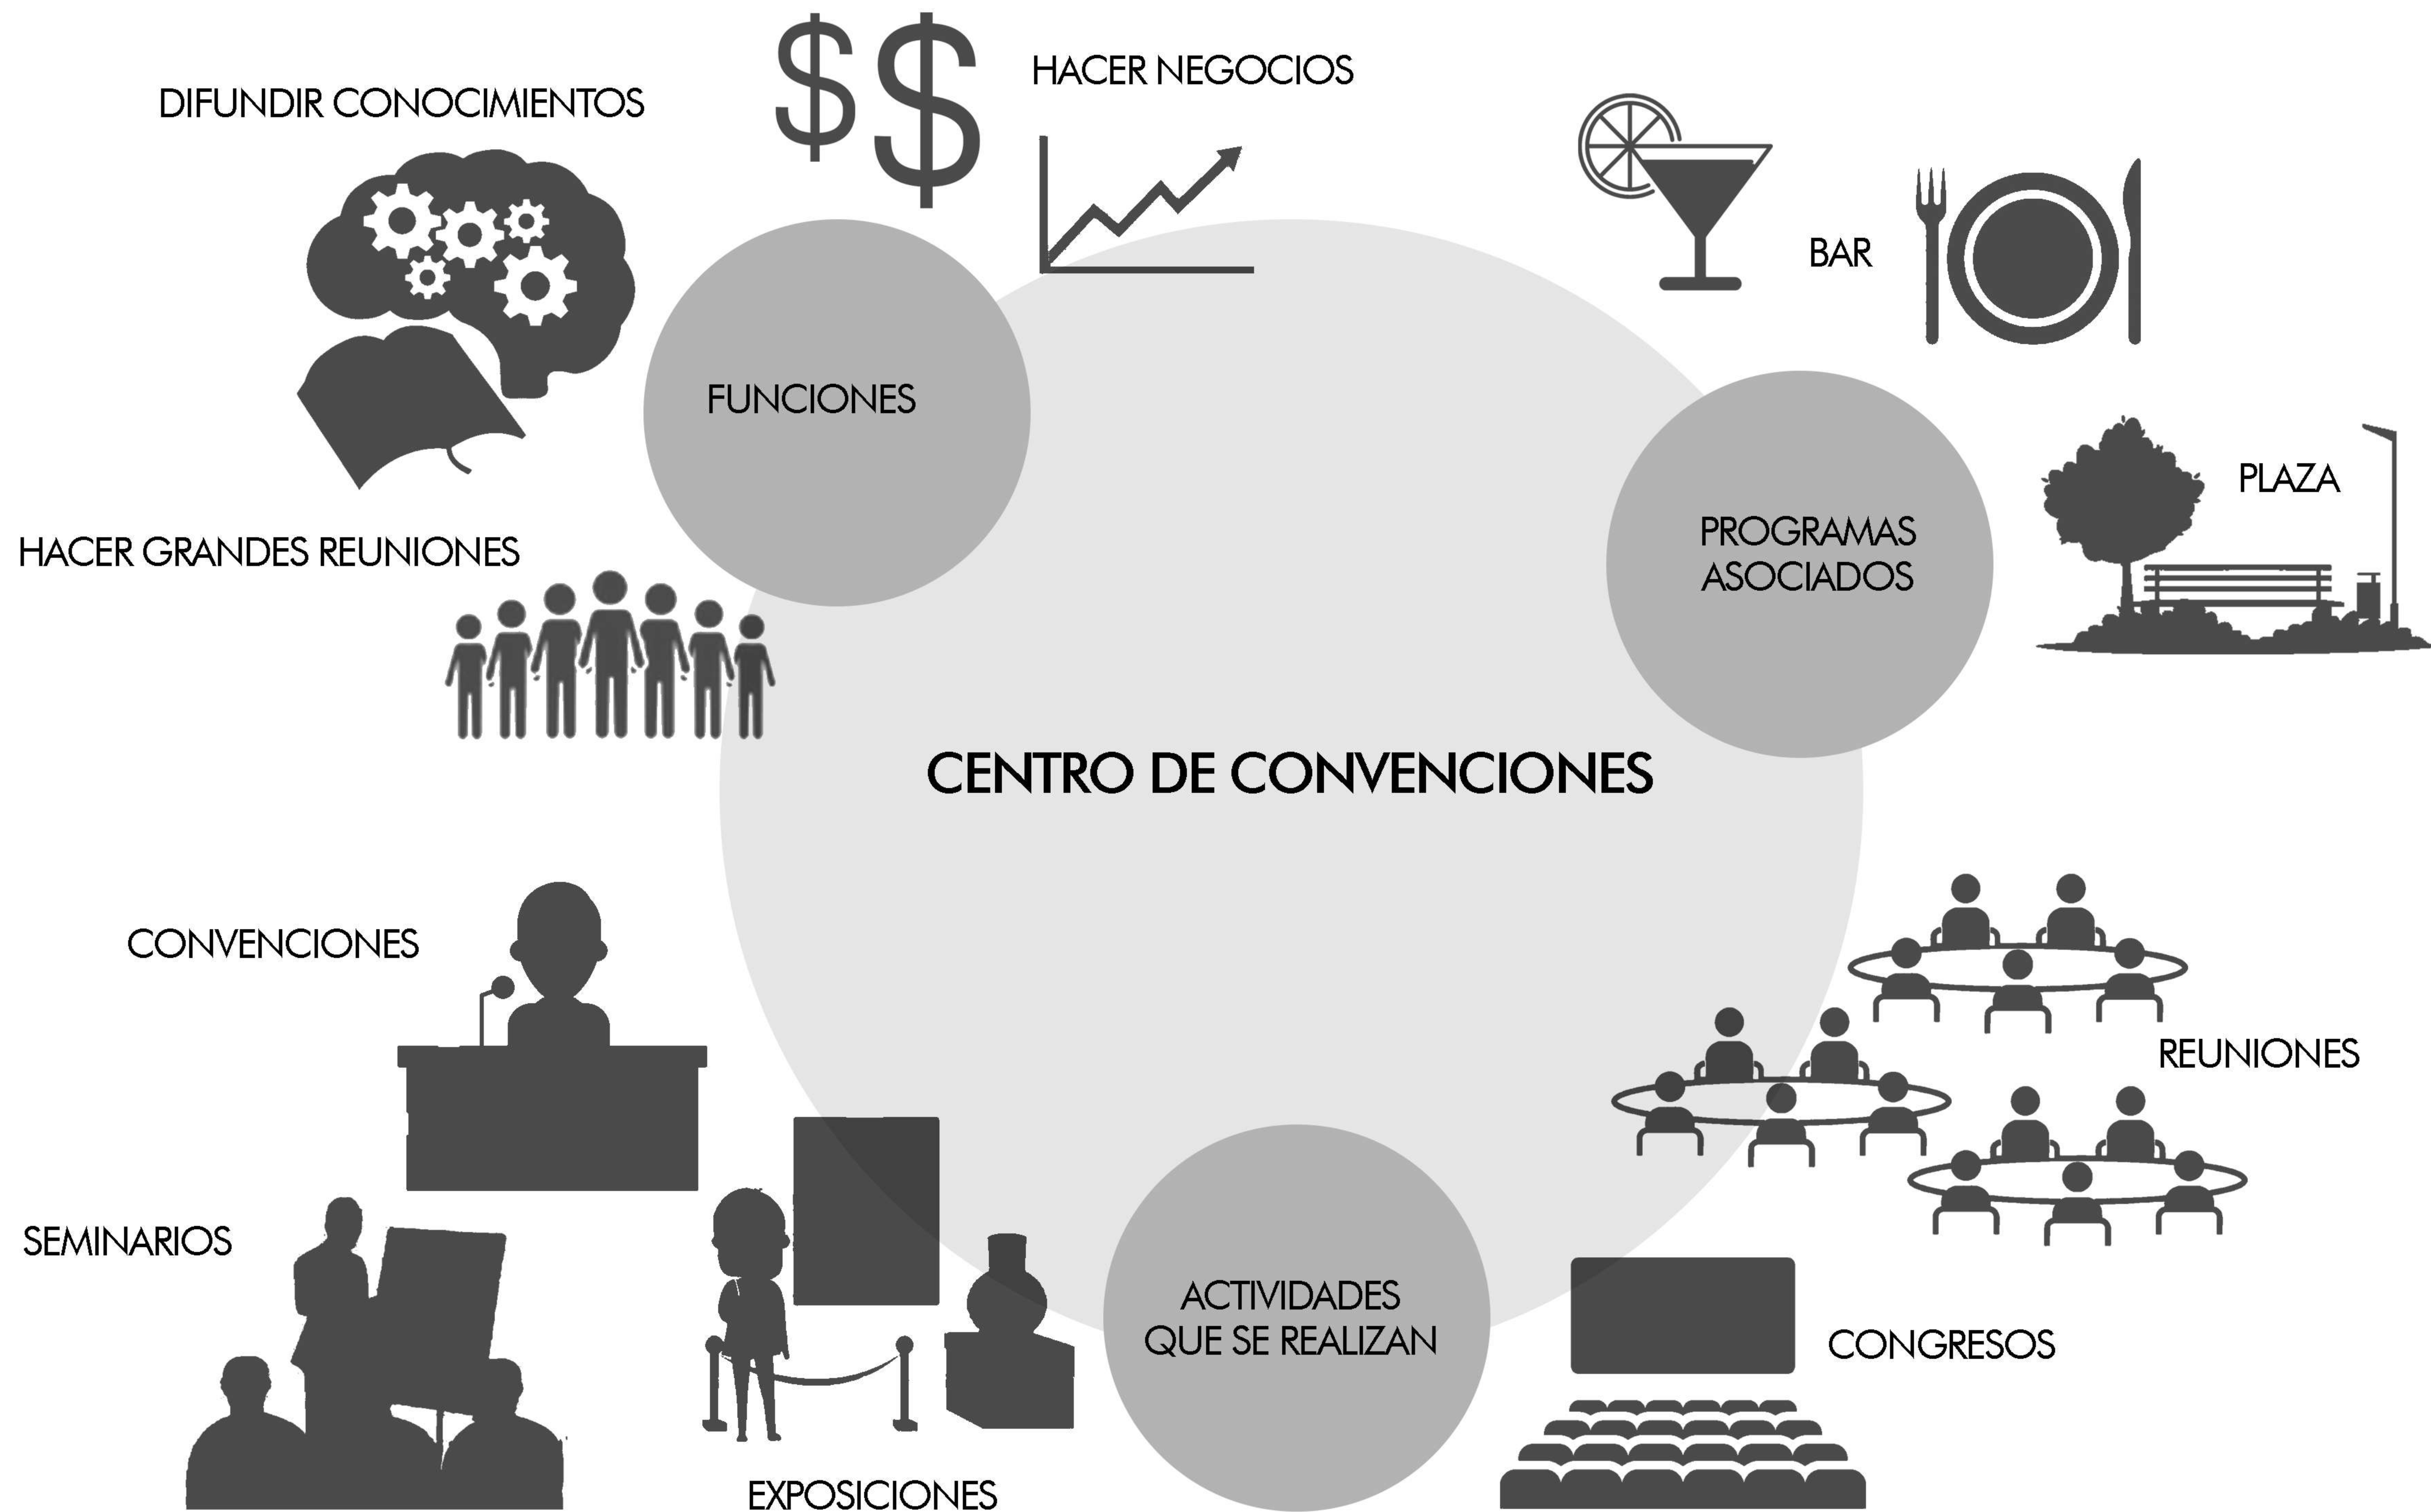 HACER NEGOCIOS
DIFUNDIR CONOCIMIENTOS
BAR
FUNCIONES
PLAZA
PROGRAMAS
ASOCIADOS
HACER GRANDES REUNIONES
CENTRO DE CONVENCIONES
CONVENCIONES
REUNIONES
SEMINARIOS
ACTIVIDADES
QUE SE REALIZAN
CONGRESOS
EXPOSICIONES